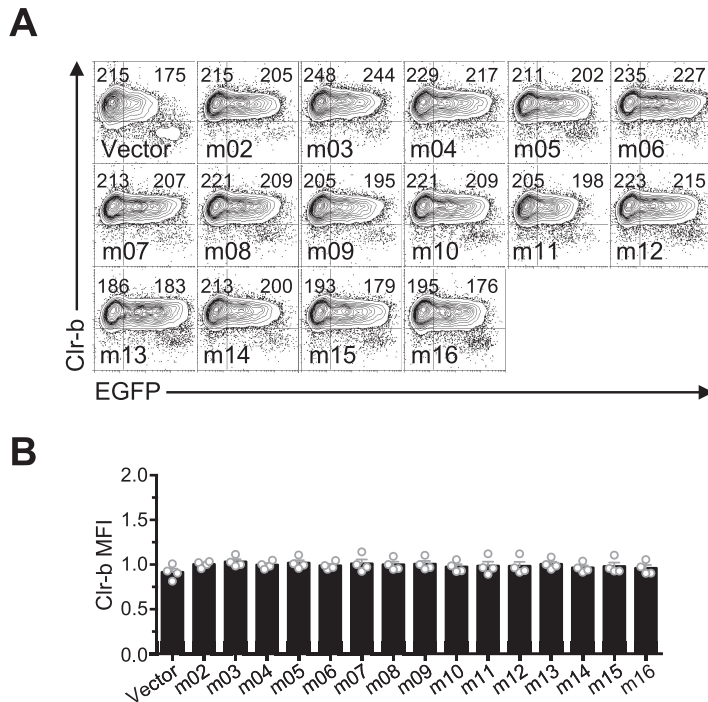 A
215 175 215 205 248 244 229 217 211 202 235 227
Vector m02 m03 m04 m05 m06
213 207 221 209 205 195 221 209 205 198 223 215
m07 m08 m09 m10 m11 m12
186 183 213 200 193 179 195 176
m13 m14 m15 m16
Clr-b
EGFP
B
2.0
1.5
1.0
0.5
0.0
Clr-b MFI
Vector m02 m03 m04 m05 m06 m07 m08 m09 m10 m11 m12 m13 m14 m15 m16